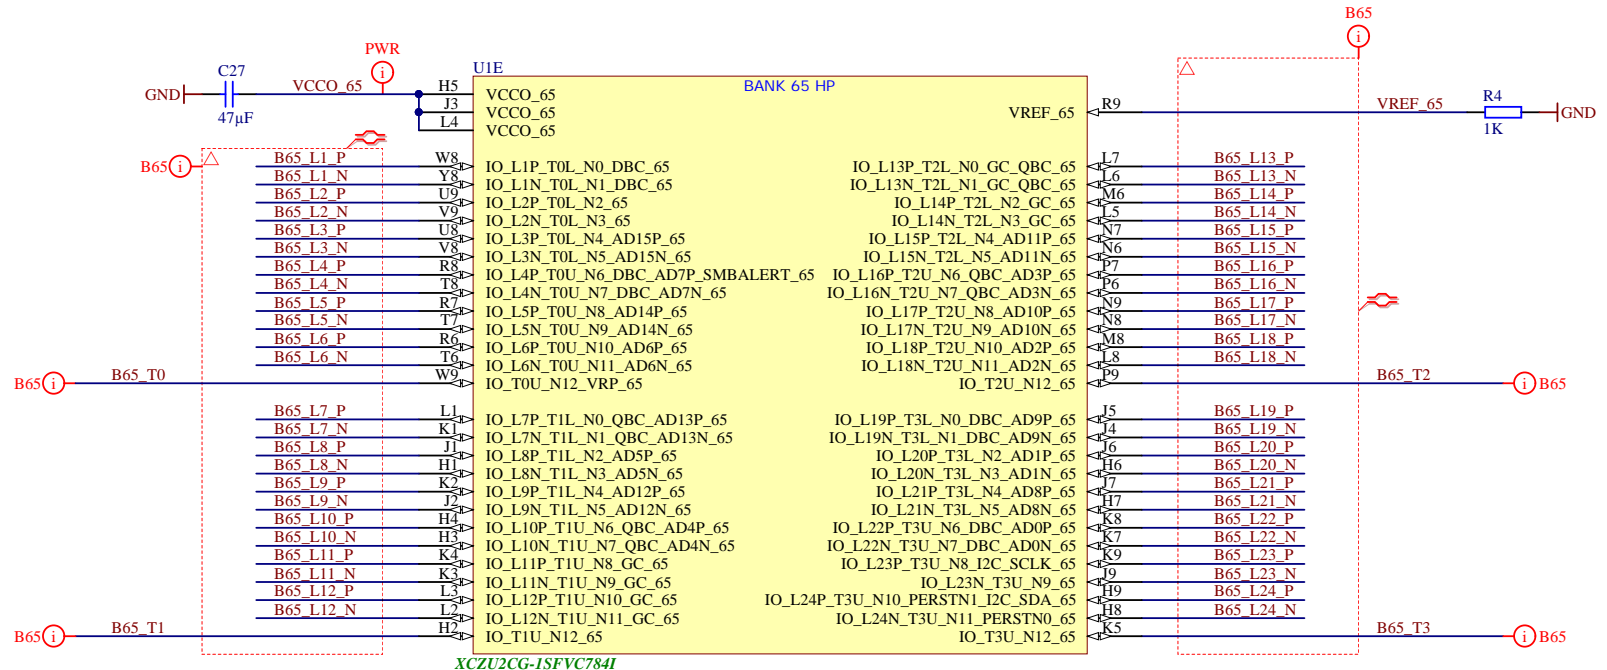 B65
PWR
U1E
C27
BANK 65 HP
GND VCCO_65 H5 VCCO_65
47µF
J3 VCCO_65
L4 VCCO_65
VREF_65 R9 VREF_65 R4 GND
1K
B65
B65_L1_P W8 IO_L1P_T0L_N0_DBC_65 IO_L13P_T2L_N0_GC_QBC_65 L7 B65_L13_P
B65_L1_N Y8 IO_L1N_T0L_N1_DBC_65 IO_L13N_T2L_N1_GC_QBC_65 L6 B65_L13_N
B65_L2_P U9 IO_L2P_T0L_N2_65 IO_L14P_T2L_N2_GC_65 M6 B65_L14_P
B65_L2_N V9 IO_L2N_T0L_N3_65 IO_L14N_T2L_N3_GC_65 L5 B65_L14_N
B65_L3_P U8 IO_L3P_T0L_N4_AD15P_65 IO_L15P_T2L_N4_AD11P_65 N7 B65_L15_P
B65_L3_N V8 IO_L3N_T0L_N5_AD15N_65 IO_L15N_T2L_N5_AD11N_65 N6 B65_L15_N
B65_L4_P R8 IO_L4P_T0U_N6_DBC_AD7P_SMBALERT_65 IO_L16P_T2U_N6_QBC_AD3P_65 P7 B65_L16_P
B65_L4_N T8 IO_L4N_T0U_N7_DBC_AD7N_65 IO_L16N_T2U_N7_QBC_AD3N_65 P6 B65_L16_N
B65_L5_P R7 IO_L5P_T0U_N8_AD14P_65 IO_L17P_T2U_N8_AD10P_65 N9 B65_L17_P
B65_L5_N T7 IO_L5N_T0U_N9_AD14N_65 IO_L17N_T2U_N9_AD10N_65 N8 B65_L17_N
B65_L6_P R6 IO_L6P_T0U_N10_AD6P_65 IO_L18P_T2U_N10_AD2P_65 M8 B65_L18_P
B65_L6_N T6 IO_L6N_T0U_N11_AD6N_65 IO_L18N_T2U_N11_AD2N_65 L8 B65_L18_N
B65 B65_T0 W9 IO_T0U_N12_VRP_65 IO_T2U_N12_65 P9 B65_T2 B65
B65_L7_P L1 IO_L7P_T1L_N0_QBC_AD13P_65 IO_L19P_T3L_N0_DBC_AD9P_65 J5 B65_L19_P
B65_L7_N K1 IO_L7N_T1L_N1_QBC_AD13N_65 IO_L19N_T3L_N1_DBC_AD9N_65 J4 B65_L19_N
B65_L8_P J1 IO_L8P_T1L_N2_AD5P_65 IO_L20P_T3L_N2_AD1P_65 J6 B65_L20_P
B65_L8_N H1 IO_L8N_T1L_N3_AD5N_65 IO_L20N_T3L_N3_AD1N_65 H6 B65_L20_N
B65_L9_P K2 IO_L9P_T1L_N4_AD12P_65 IO_L21P_T3L_N4_AD8P_65 J7 B65_L21_P
B65_L9_N J2 IO_L9N_T1L_N5_AD12N_65 IO_L21N_T3L_N5_AD8N_65 H7 B65_L21_N
B65_L10_P H4 IO_L10P_T1U_N6_QBC_AD4P_65 IO_L22P_T3U_N6_DBC_AD0P_65 K8 B65_L22_P
B65_L10_N H3 IO_L10N_T1U_N7_QBC_AD4N_65 IO_L22N_T3U_N7_DBC_AD0N_65 K7 B65_L22_N
B65_L11_P K4 IO_L11P_T1U_N8_GC_65 IO_L23P_T3U_N8_I2C_SCLK_65 K9 B65_L23_P
B65_L11_N K3 IO_L11N_T1U_N9_GC_65 IO_L23N_T3U_N9_65 J9 B65_L23_N
B65_L12_P L3 IO_L12P_T1U_N10_GC_65 IO_L24P_T3U_N10_PERSTN1_I2C_SDA_65 H9 B65_L24_P
B65_L12_N L2 IO_L12N_T1U_N11_GC_65 IO_L24N_T3U_N11_PERSTN0_65 H8 B65_L24_N
B65 B65_T1 H2 IO_T1U_N12_65 IO_T3U_N12_65 K5 B65_T3 B65
XCZU2CG-1SFVC784I